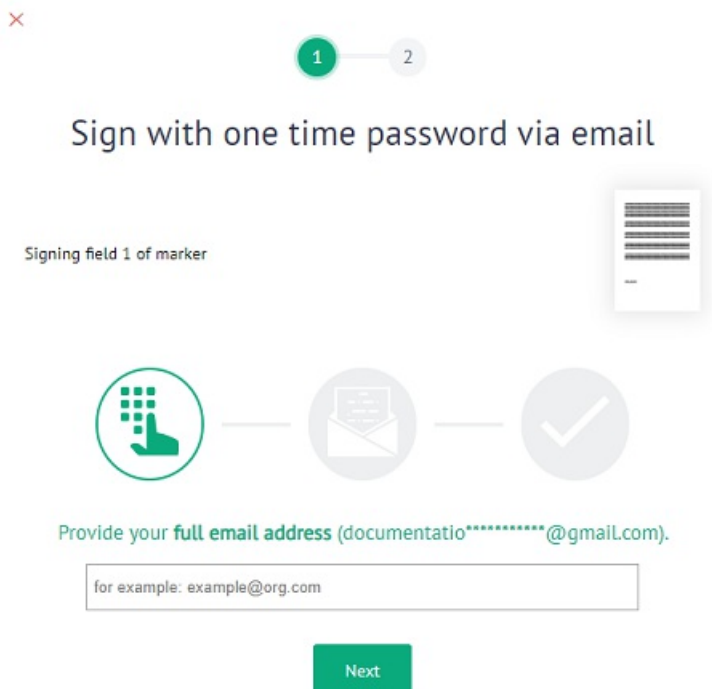 1 2
Sign with one time password via email
Signing field 1 of marker
Provide your full email address (documentatio***********@gmail.com).
for example: example@org.com
Next